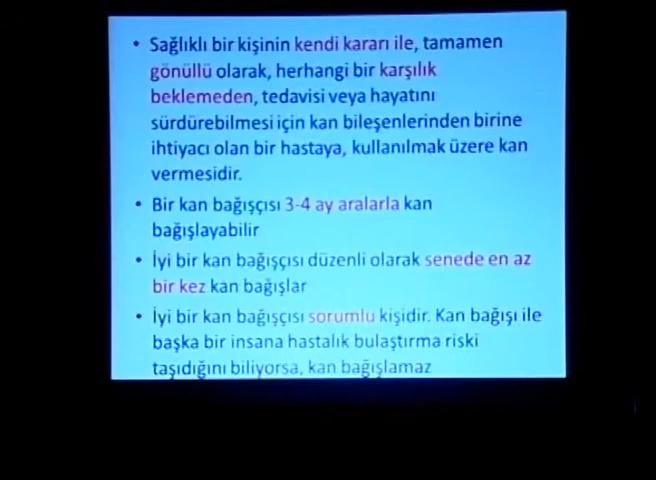 • Sağlıklı bir kişinin kendi kararı ile, tamamen
gönüllü olarak, herhangi bir karşılık
beklemeden, tedavisi veya hayatını
sürdürebilmesi için kan bileşenlerinden birine
ihtiyacı olan bir hastaya, kullanılmak üzere kan
vermesidir.
• Bir kan bağışçısı 3-4 ay aralarla kan
bağışlayabilir
• İyi bir kan bağışçısı düzenli olarak senede en az
bir kez kan bağışlar
• İyi bir kan bağışçısı sorumlu kişidir. Kan bağışı ile
başka bir insana hastalık bulaştırma riski
taşıdığını biliyorsa, kan bağışlamaz